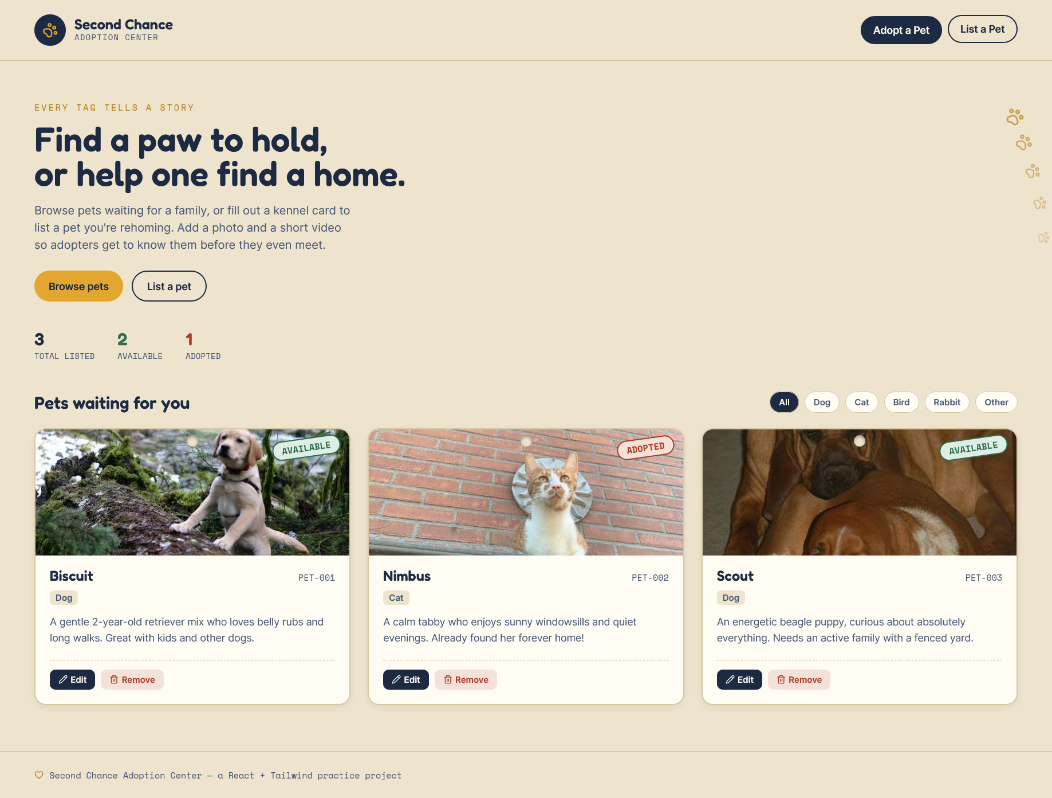 Second Chance
ADOPTION CENTER
Adopt a Pet
List a Pet
EVERY TAG TELLS A STORY
Find a paw to hold,
or help one find a home.
Browse pets waiting for a family, or fill out a kennel card to
list a pet you're rehoming. Add a photo and a short video
so adopters get to know them before they even meet.
Browse pets
List a pet
3
TOTAL LISTED
2
AVAILABLE
1
ADOPTED
Pets waiting for you
All
Dog
Cat
Bird
Rabbit
Other
AVAILABLE
Biscuit
PET-001
Dog
A gentle 2-year-old retriever mix who loves belly rubs and
long walks. Great with kids and other dogs.
Edit
Remove
ADOPTED
Nimbus
PET-002
Cat
A calm tabby who enjoys sunny windowsills and quiet
evenings. Already found her forever home!
Edit
Remove
AVAILABLE
Scout
PET-003
Dog
An energetic beagle puppy, curious about absolutely
everything. Needs an active family with a fenced yard.
Edit
Remove
Second Chance Adoption Center — a React + Tailwind practice project